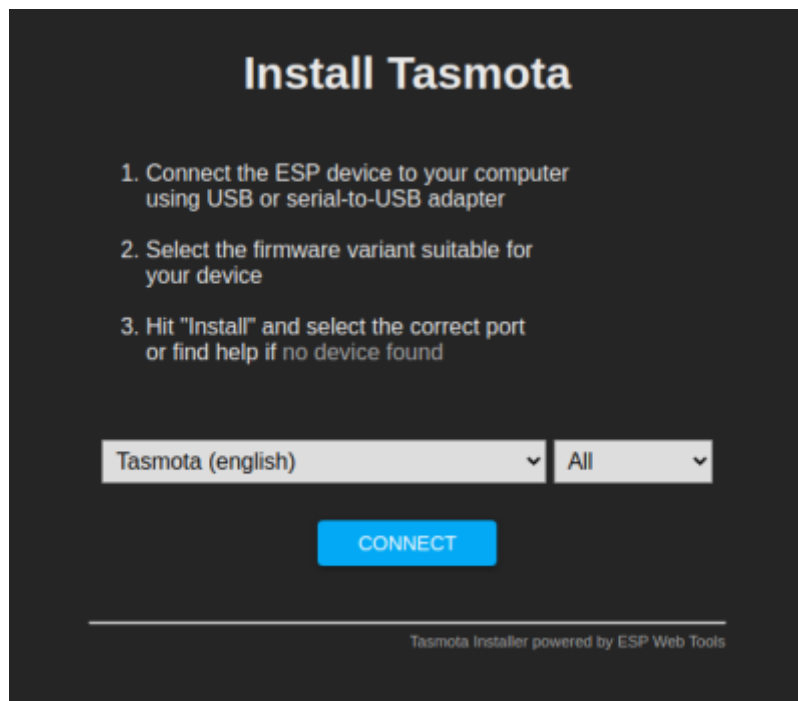 Install Tasmota
1. Connect the ESP device to your computer
using USB or serial-to-USB adapter
2. Select the firmware variant suitable for
your device
3. Hit "Install" and select the correct port
or find help if no device found
Tasmota (english) All
CONNECT
Tasmota Installer powered by ESP Web Tools